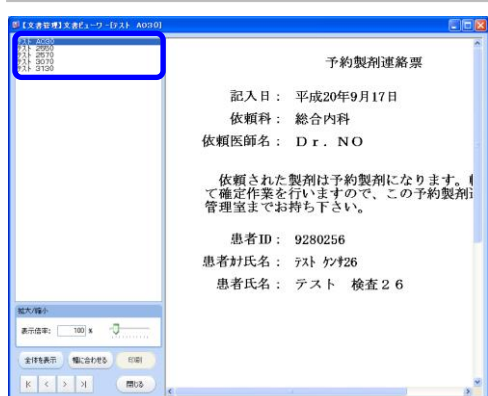 【文書管理】文書ビューワ -[テスト A030]
テスト A030
テスト 2650
テスト 2670
テスト 3070
テスト 3130
予約製剤連絡票
記入日： 平成20年9月17日
依頼科： 総合内科
依頼医師名： Ｄｒ．ＮＯ
依頼された製剤は予約製剤になります。
て確定作業を行いますので、この予約製剤
管理室までお持ち下さい。
患者ID： 9280256
患者ｶﾅ氏名： ﾃｽﾄ ｹﾝｻ26
患者氏名： テスト 検査２６
拡大/縮小
表示倍率: 100 %
全体を表示 幅に合わせる 印刷
|< < > >| 閉じる